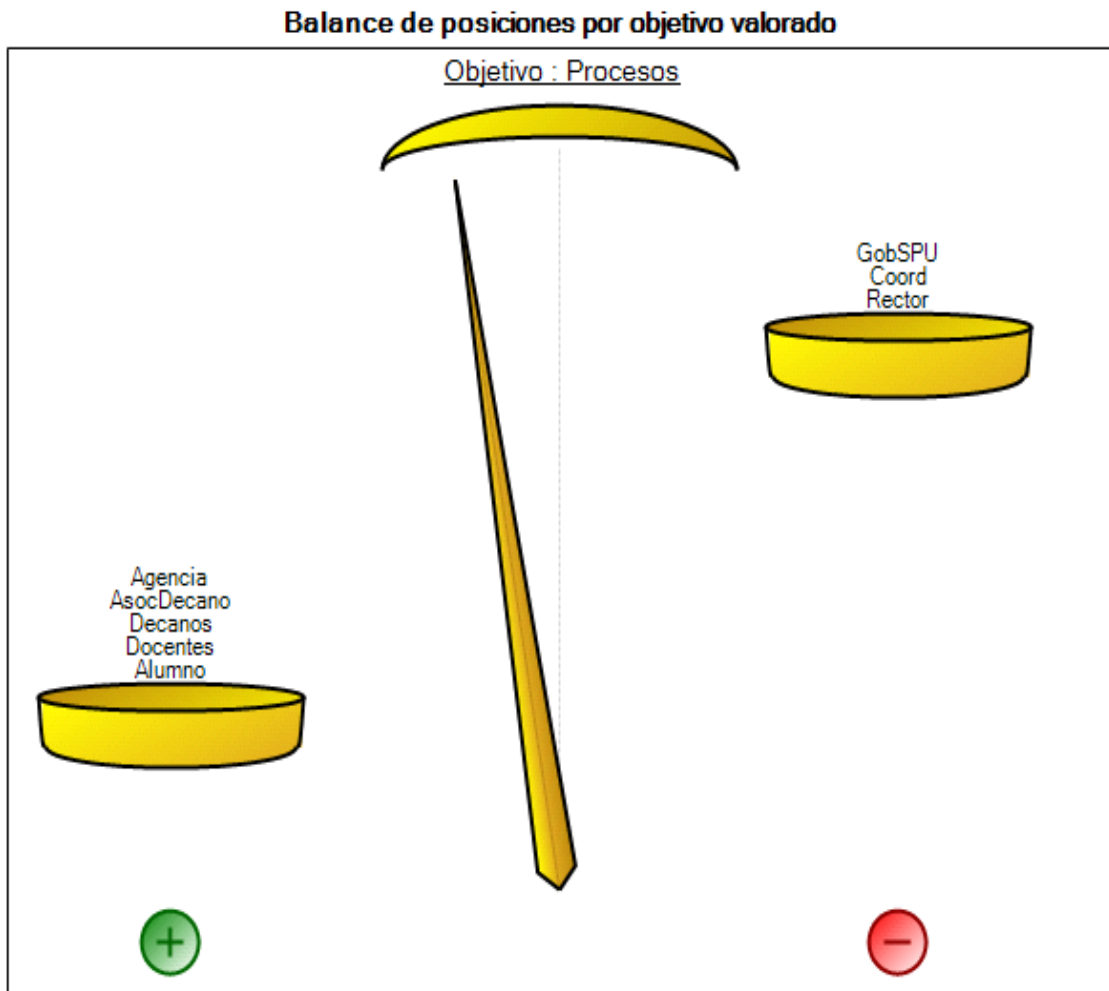 Balance de posiciones por objetivo valorado
Objetivo : Procesos
GobSPU
Coord
Rector
Agencia
AsocDecano
Decanos
Docentes
Alumno
+
−